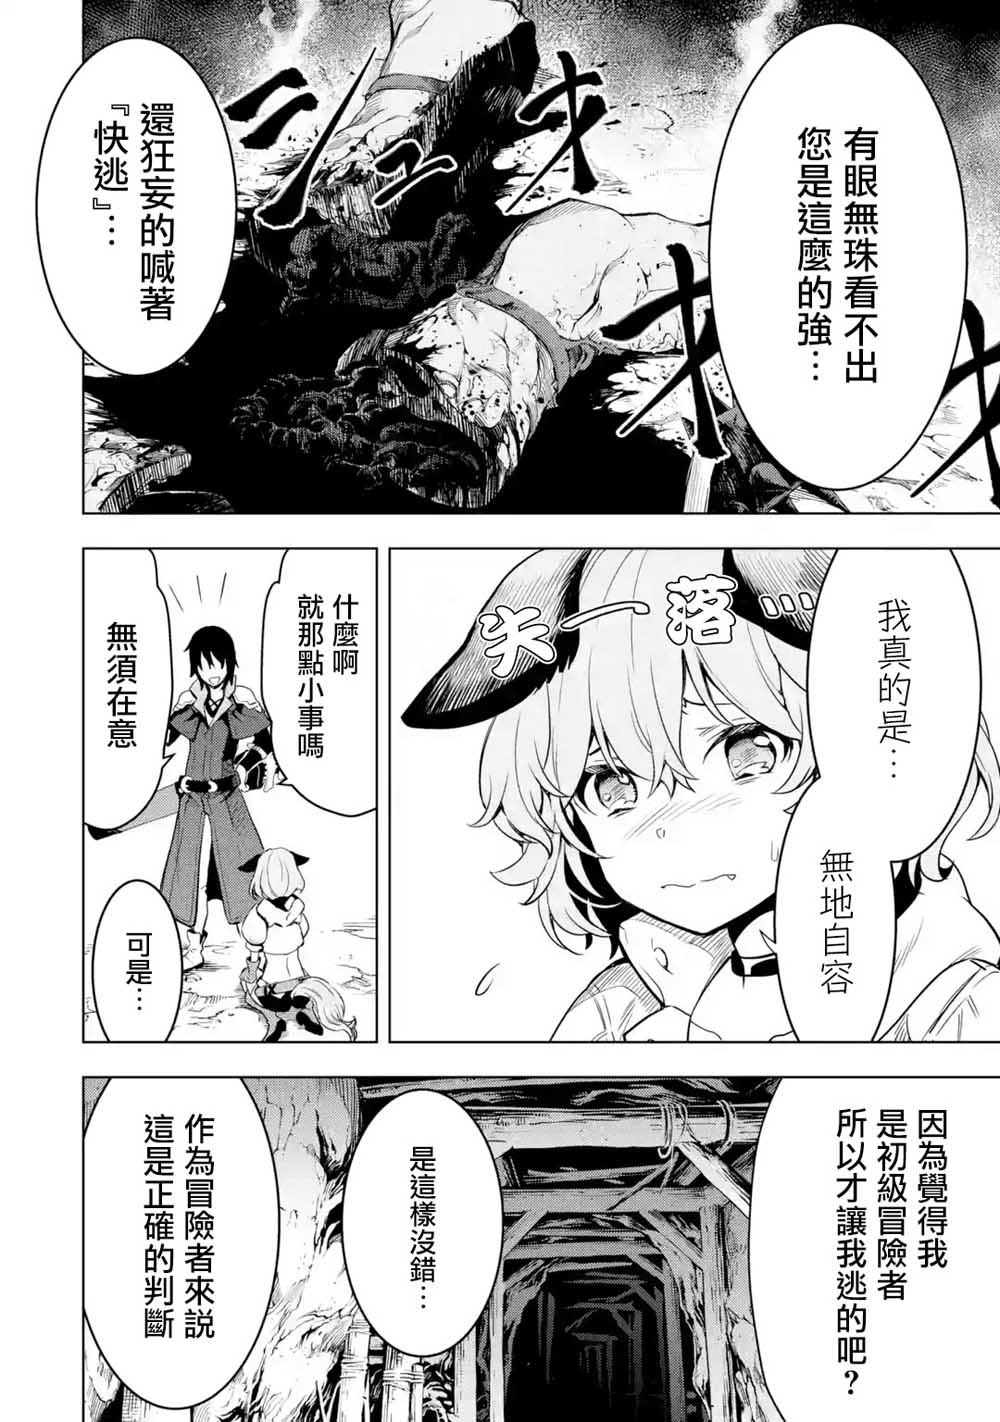 有眼無珠看不出
您是這麼的強…
還狂妄的喊著
『快逃』…
ジュオオ
我真的是…
無地自容
失—落……
什麼啊
就那點小事嗎
無須在意
可是…
因為覺得我
是初級冒險者
所以才讓我逃的吧?
是這樣沒錯…
作為冒險者來說
這是正確的判斷